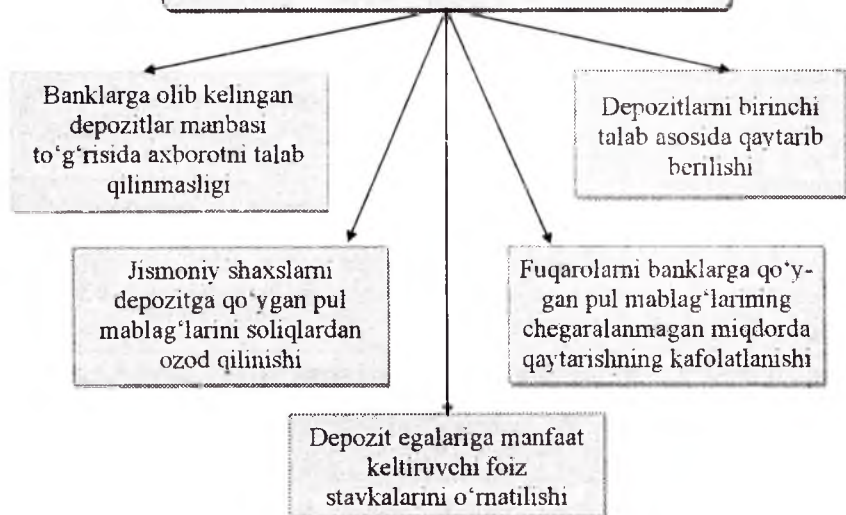 Banklarga olib kelingan
depozitlar manbasi
to‘g‘risida axborotni talab
qilinmasligi
Depozitlarni birinchi
talab asosida qaytarib
berilishi
Jismoniy shaxslarni
depozitga qo‘ygan pul
mablag‘larini soliqlardan
ozod qilinishi
Fuqarolarni banklarga qo‘y-
gan pul mablag‘larining
chegaralanmagan miqdorda
qaytarishning kafolatlanishi
Depozit egalariga manfaat
keltiruvchi foiz
stavkalarini o‘rnatilishi